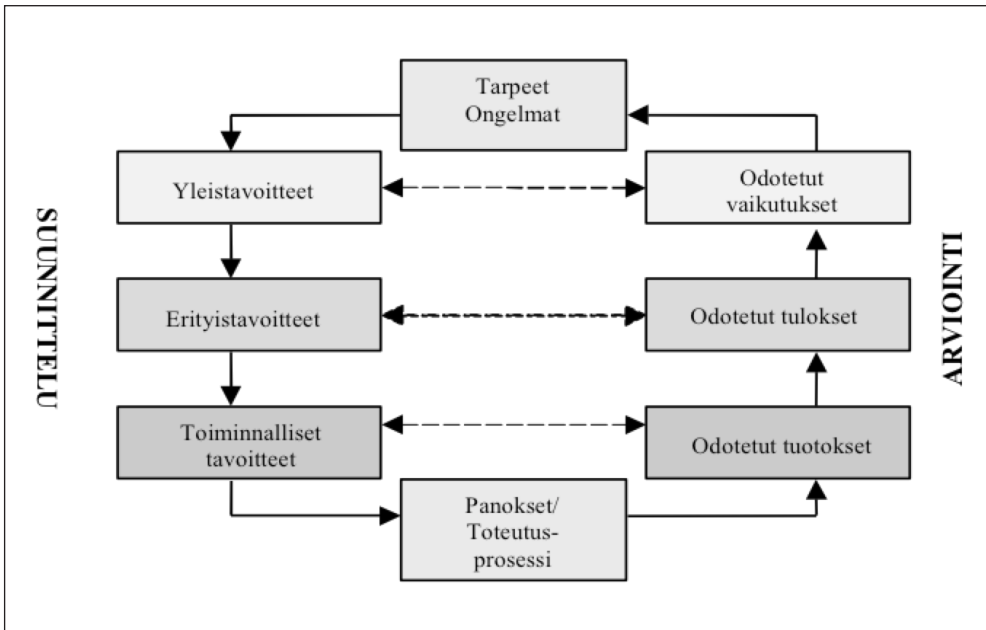 Tarpeet
Ongelmat
Yleistavoitteet
Odotetut
vaikutukset
SUUNNITTELU
ARVIOINTI
Erityistavoitteet
Odotetut tulokset
Toiminnalliset
tavoitteet
Odotetut tuotokset
Panokset/
Toteutus-
prosessi